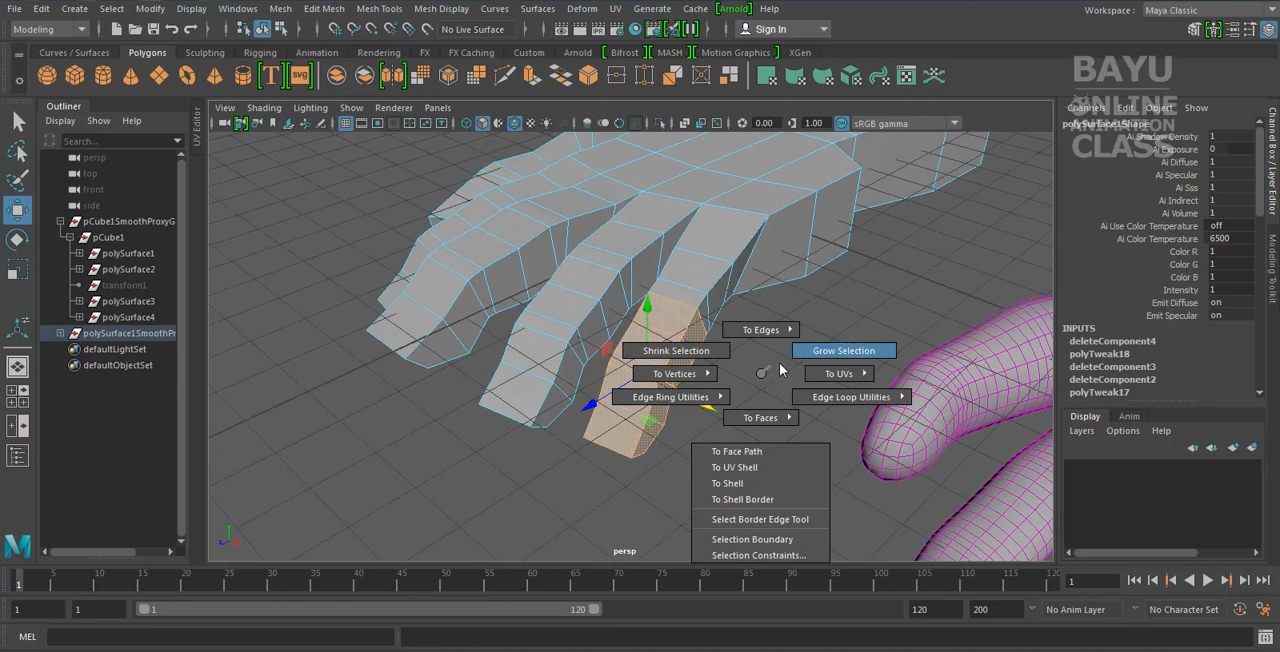 File Edit Create Select Modify Display Windows Mesh Edit Mesh Mesh Tools Mesh Display Curves Surfaces Deform UV Generate Cache [Arnold] Help Workspace: Maya Classic
Modeling No Live Surface Sign In
Curves / Surfaces Polygons Sculpting Rigging Animation Rendering FX FX Caching Custom Arnold Bifrost MASH Motion Graphics XGen
T svg
BAYU
ONLINE
ANIMATION
CLASS
Outliner
Display Show Help
Search...
persp
top
front
side
pCube1SmoothProxyG
pCube1
polySurface1
polySurface2
transform1
polySurface3
polySurface4
polySurface1SmoothPr
defaultLightSet
defaultObjectSet
UV Editor
View Shading Lighting Show Renderer Panels
0.00 1.00 sRGB gamma
To Edges
Shrink Selection Grow Selection
To Vertices To UVs
Edge Ring Utilities Edge Loop Utilities
To Faces
To Face Path
To UV Shell
To Shell
To Shell Border
Select Border Edge Tool
Selection Boundary
Selection Constraints...
persp
Channels Edit Object Show
polySurface1Shape
Ai Shadow Density 1
Ai Exposure 0
Ai Diffuse 1
Ai Specular 1
Ai Sss 1
Ai Indirect 1
Ai Volume 1
Ai Use Color Temperature off
Ai Color Temperature 6500
Color R 1
Color G 1
Color B 1
Intensity 1
Emit Diffuse on
Emit Specular on
INPUTS
deleteComponent4
polyTweak18
deleteComponent3
deleteComponent2
polyTweak17
Display Anim
Layers Options Help
Channel Box / Layer Editor
Modeling Toolkit
5 10 15 20 25 30 35 40 45 50 55 60 65 70 75 80 85 90 95 100 105 110 115 120
1 1
1 1 1 120 120 200 No Anim Layer No Character Set
MEL